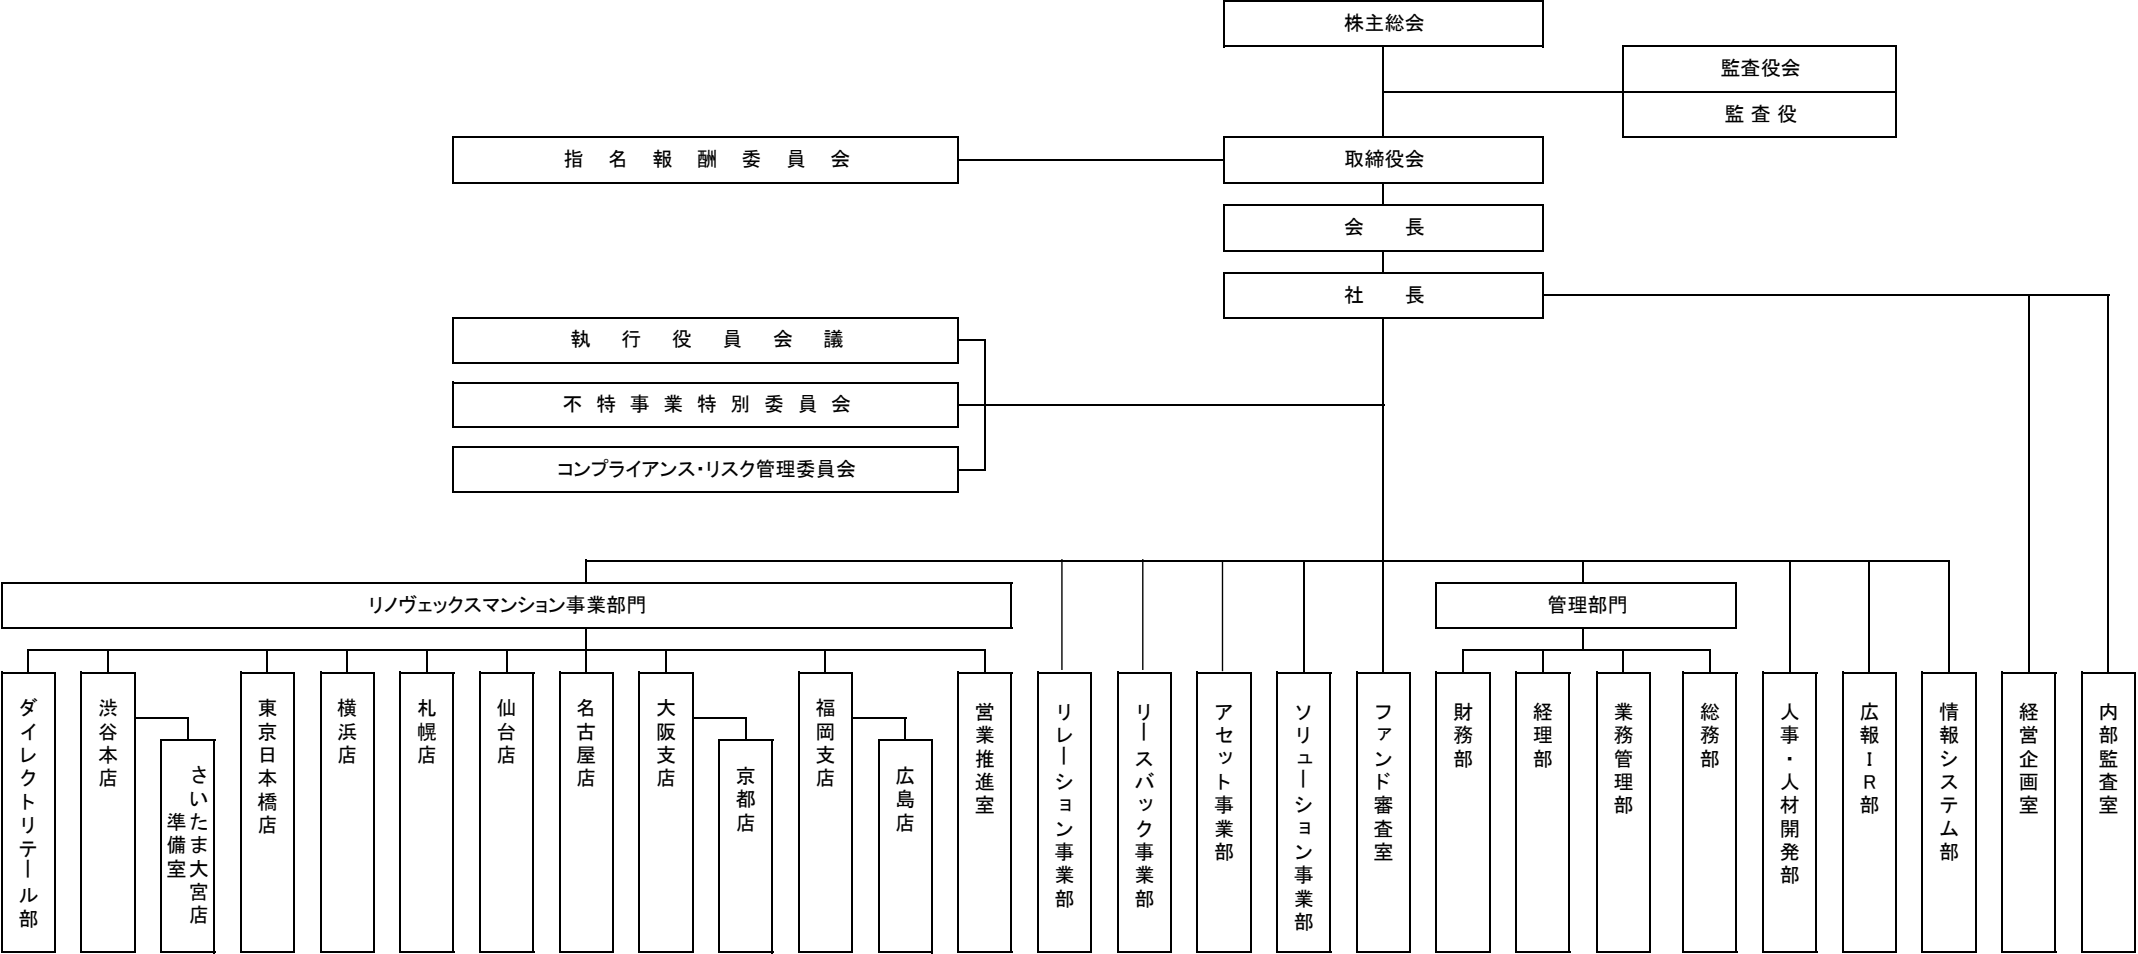 株主総会
監査役会
監査役
指名報酬委員会
取締役会
会長
社長
執行役員会議
不特事業特別委員会
コンプライアンス・リスク管理委員会
リノヴェックスマンション事業部門
管理部門
ダイレクトリテール部
渋谷本店
さいたま大宮店
準備室
東京日本橋店
横浜店
札幌店
仙台店
名古屋店
大阪支店
京都店
福岡支店
広島店
営業推進室
リレーション事業部
リースバック事業部
アセット事業部
ソリューション事業部
ファンド審査室
財務部
経理部
業務管理部
総務部
人事・人材開発部
広報IR部
情報システム部
経営企画室
内部監査室